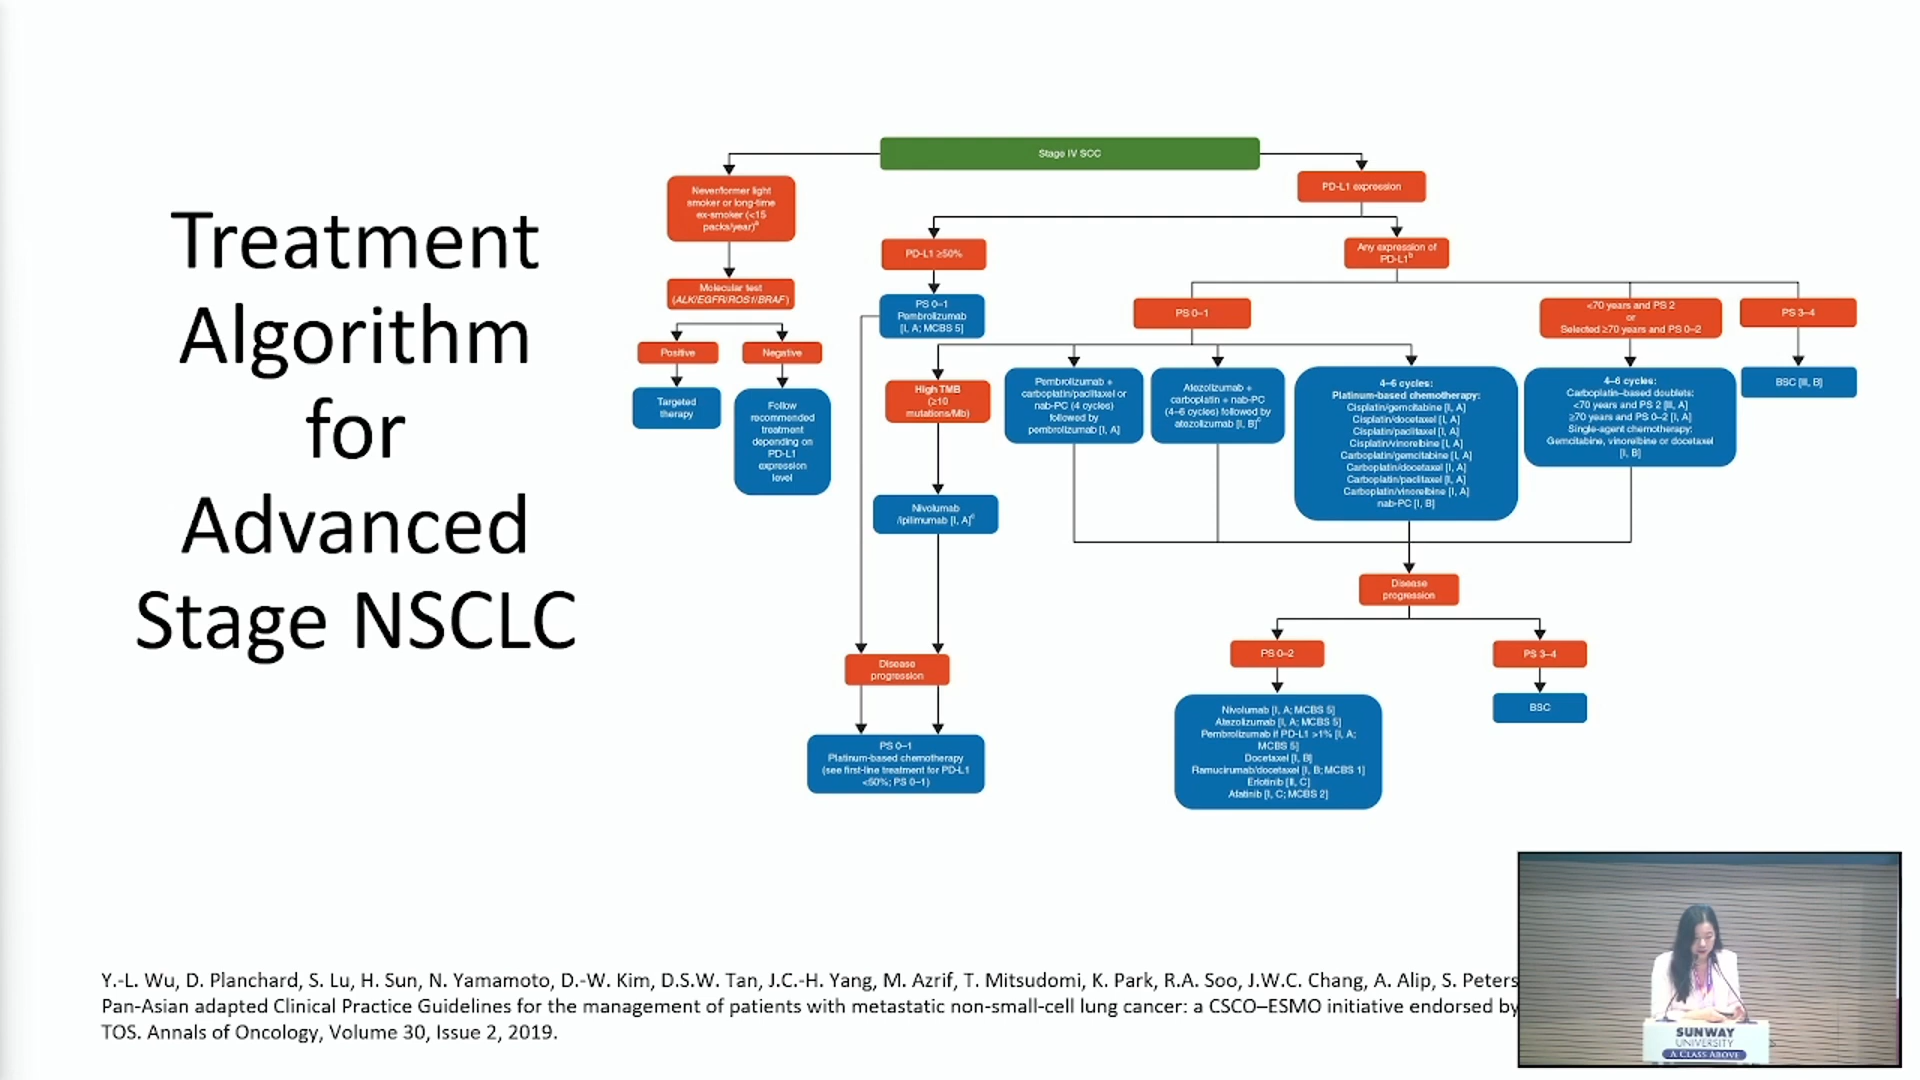 Treatment
Algorithm
for
Advanced
Stage NSCLC
Stage IV SCC
Never/former light
smoker or long-time
ex-smoker (<15
packs/year)a
Molecular test
(ALK/EGFR/ROS1/BRAF)
Positive
Negative
Targeted
therapy
Follow
recommended
treatment
depending on
PD-L1
expression
level
PD-L1 expression
PD-L1 ≥50%
PS 0–1
Pembrolizumab
[I, A; MCBS 5]
Any expression of
PD-L1b
PS 0–1
<70 years and PS 2
or
Selected ≥70 years and PS 0–2
PS 3–4
High TMB
(≥10
mutations/Mb)
Nivolumab
/ipilimumab [I, A]d
Pembrolizumab +
carboplatin/paclitaxel or
nab-PC (4 cycles)
followed by
pembrolizumab [I, A]
Atezolizumab +
carboplatin + nab-PC
(4–6 cycles) followed by
atezolizumab [I, B]c
4–6 cycles:
Platinum-based chemotherapy:
Cisplatin/gemcitabine [I, A]
Cisplatin/docetaxel [I, A]
Cisplatin/paclitaxel [I, A]
Cisplatin/vinorelbine [I, A]
Carboplatin/gemcitabine [I, A]
Carboplatin/docetaxel [I, A]
Carboplatin/paclitaxel [I, A]
Carboplatin/vinorelbine [I, A]
nab-PC [I, B]
4–6 cycles:
Carboplatin–based doublets:
<70 years and PS 2 [II, A]
≥70 years and PS 0–2 [I, A]
Single-agent chemotherapy:
Gemcitabine, vinorelbine or docetaxel
[I, B]
BSC [II, B]
Disease
progression
PS 0–1
Platinum-based chemotherapy
(see first-line treatment for PD-L1
<50%; PS 0–1)
Disease
progression
PS 0–2
PS 3–4
Nivolumab [I, A; MCBS 5]
Atezolizumab [I, A; MCBS 5]
Pembrolizumab if PD-L1 >1% [I, A;
MCBS 5]
Docetaxel [I, B]
Ramucirumab/docetaxel [I, B; MCBS 1]
Erlotinib [II, C]
Afatinib [I, C; MCBS 2]
BSC
Y.-L. Wu, D. Planchard, S. Lu, H. Sun, N. Yamamoto, D.-W. Kim, D.S.W. Tan, J.C.-H. Yang, M. Azrif, T. Mitsudomi, K. Park, R.A. Soo, J.W.C. Chang, A. Alip, S. Peters
Pan-Asian adapted Clinical Practice Guidelines for the management of patients with metastatic non-small-cell lung cancer: a CSCO–ESMO initiative endorsed by
TOS. Annals of Oncology, Volume 30, Issue 2, 2019.
SUNWAY
UNIVERSITY
A CLASS ABOVE